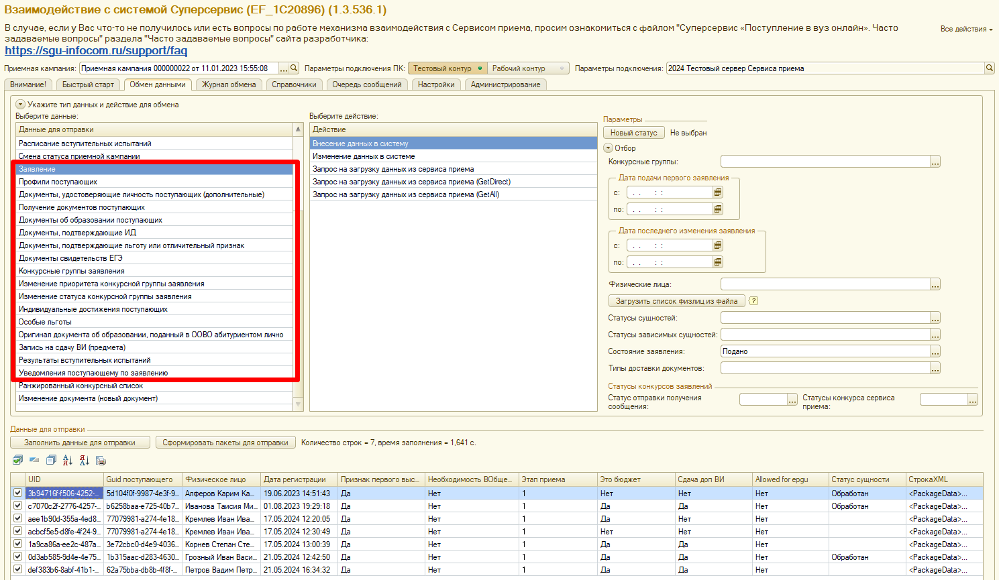 Взаимодействие с системой Суперсервис (EF_1C20896) (1.3.536.1)
В случае, если у Вас что-то не получилось или есть вопросы по работе механизма взаимодействия с Сервисом приема, просим ознакомиться с файлом "Суперсервис «Поступление в вуз онлайн». Часто
задаваемые вопросы" раздела "Часто задаваемые вопросы" сайта разработчика:
https://sgu-infocom.ru/support/faq
Все действия
Приемная кампания: Приемная кампания 000000022 от 11.01.2023 15:55:08 ... Параметры подключения ПК: Тестовый контур Рабочий контур Параметры подключения: 2024 Тестовый сервер Сервиса приема
Внимание! Быстрый старт Обмен данными Журнал обмена Справочники Очередь сообщений Настройки Администрирование
Укажите тип данных и действие для обмена
Выберите данные:
Данные для отправки
Расписание вступительных испытаний
Смена статуса приемной кампании
Заявление
Профили поступающих
Документы, удостоверяющие личность поступающих (дополнительные)
Получение документов поступающих
Документы об образовании поступающих
Документы, подтверждающие ИД
Документы, подтверждающие льготу или отличительный признак
Документы свидетельств ЕГЭ
Конкурсные группы заявления
Изменение приоритета конкурсной группы заявления
Изменение статуса конкурсной группы заявления
Индивидуальные достижения поступающих
Особые льготы
Оригинал документа об образовании, поданный в ООВО абитуриентом лично
Запись на сдачу ВИ (предмета)
Результаты вступительных испытаний
Уведомления поступающему по заявлению
Ранжированный конкурсный список
Изменение документа (новый документ)
Выберите действие:
Действие
Внесение данных в систему
Изменение данных в системе
Запрос на загрузку данных из сервиса приема
Запрос на загрузку данных из сервиса приема (GetDirect)
Запрос на загрузку данных из сервиса приема (GetAll)
Параметры
Новый статус Не выбран
Отбор
Конкурсные группы: ...
Дата подачи первого заявления
с: . . : :
по: . . : :
Дата последнего изменения заявления
с: . . : :
по: . . : :
Физические лица: ...
Загрузить список физлиц из файла ?
Статусы сущностей: ...
Статусы зависимых сущностей: ...
Состояние заявления: Подано ...
Типы доставки документов: ...
Статусы конкурсов заявлений
Статус отправки получения
сообщения: ...
Статусы конкурса сервиса
приема: ...
Данные для отправки
Заполнить данные для отправки Сформировать пакеты для отправки Количество строк = 7, время заполнения = 1,641 с.
UID Guid поступающего Физическое лицо Дата регистрации Признак первого выс... Необходимость ВОбще... Этап приема Это бюджет Сдача доп ВИ Allowed for epgu Статус сущности СтрокаXML
3b94716f-f506-4252-... 5d104f0f-9987-4e3f-9... Алферов Карим Ка... 19.06.2023 14:51:43 Да Нет 1 Нет Нет Нет Обработан <PackageData>...
c7070c2f-2776-4257-... b6258baa-e725-40b7... Иванова Таисия Ми... 01.08.2023 19:29:18 Да Нет 1 Да Да Нет Обработан <PackageData>...
aee1b90d-355a-4ed8... 77079981-a274-4e18... Кремлев Иван Ива... 17.05.2024 12:20:05 Да Нет 1 Да Нет Нет <PackageData>...
acbcf5e5-d8fe-4f24-9... 77079981-a274-4e18... Кремлев Иван Ива... 17.05.2024 12:30:49 Да Нет 1 Нет Нет Нет <PackageData>...
1a9ca86a-ee2c-487a... 3e72cbc0-d4e9-4036... Корнев Степан Сте... 17.05.2024 13:00:39 Да Нет 1 Да Да Нет <PackageData>...
0d3ab585-9d4e-4e75... 1b315aac-d283-4630... Грозный Иван Васи... 21.05.2024 12:42:50 Да Нет 1 Да Да Нет Обработан <PackageData>...
def383b6-8abf-41b1-... 62a75bba-db8b-4f8f-... Петров Вадим Петр... 21.05.2024 16:34:32 Да Нет 1 Да Да Нет <PackageData>...